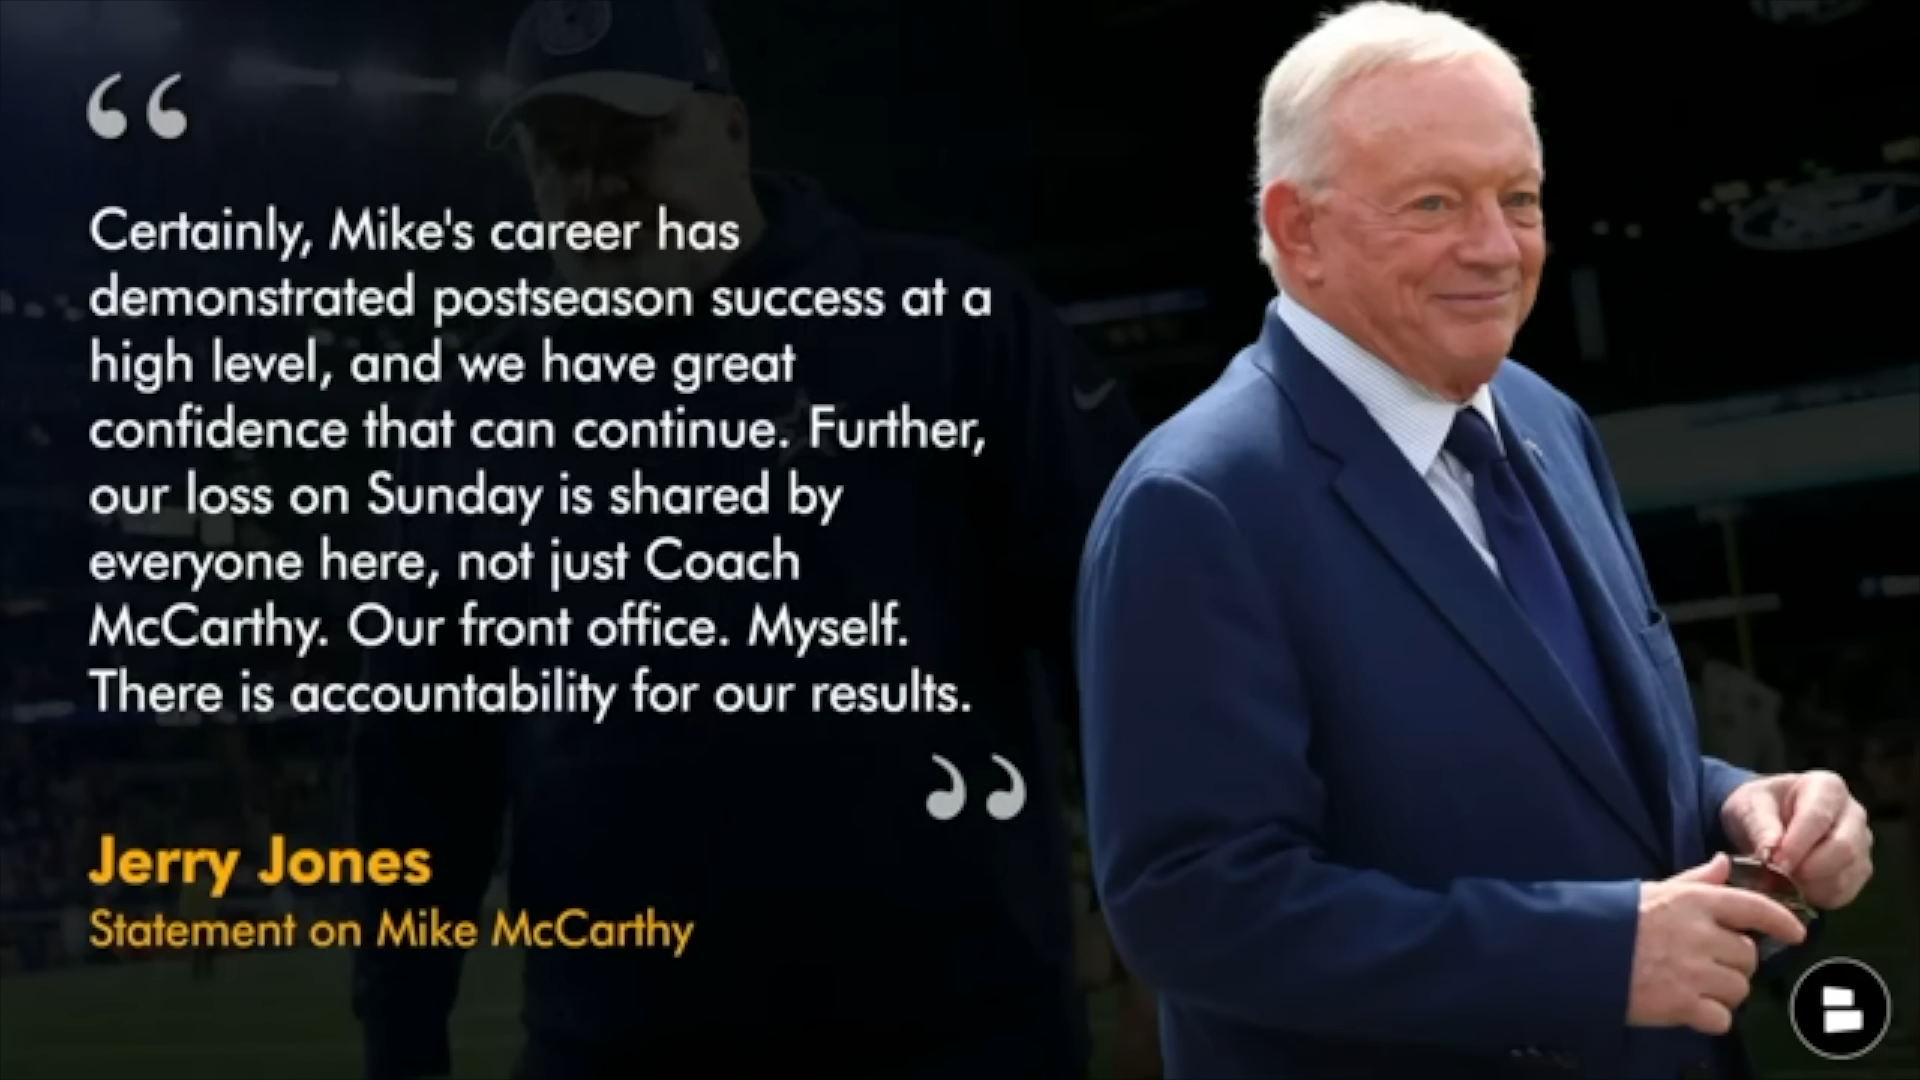 “
Certainly, Mike's career has
demonstrated postseason success at a
high level, and we have great
confidence that can continue. Further,
our loss on Sunday is shared by
everyone here, not just Coach
McCarthy. Our front office. Myself.
There is accountability for our results.
”
Jerry Jones
Statement on Mike McCarthy